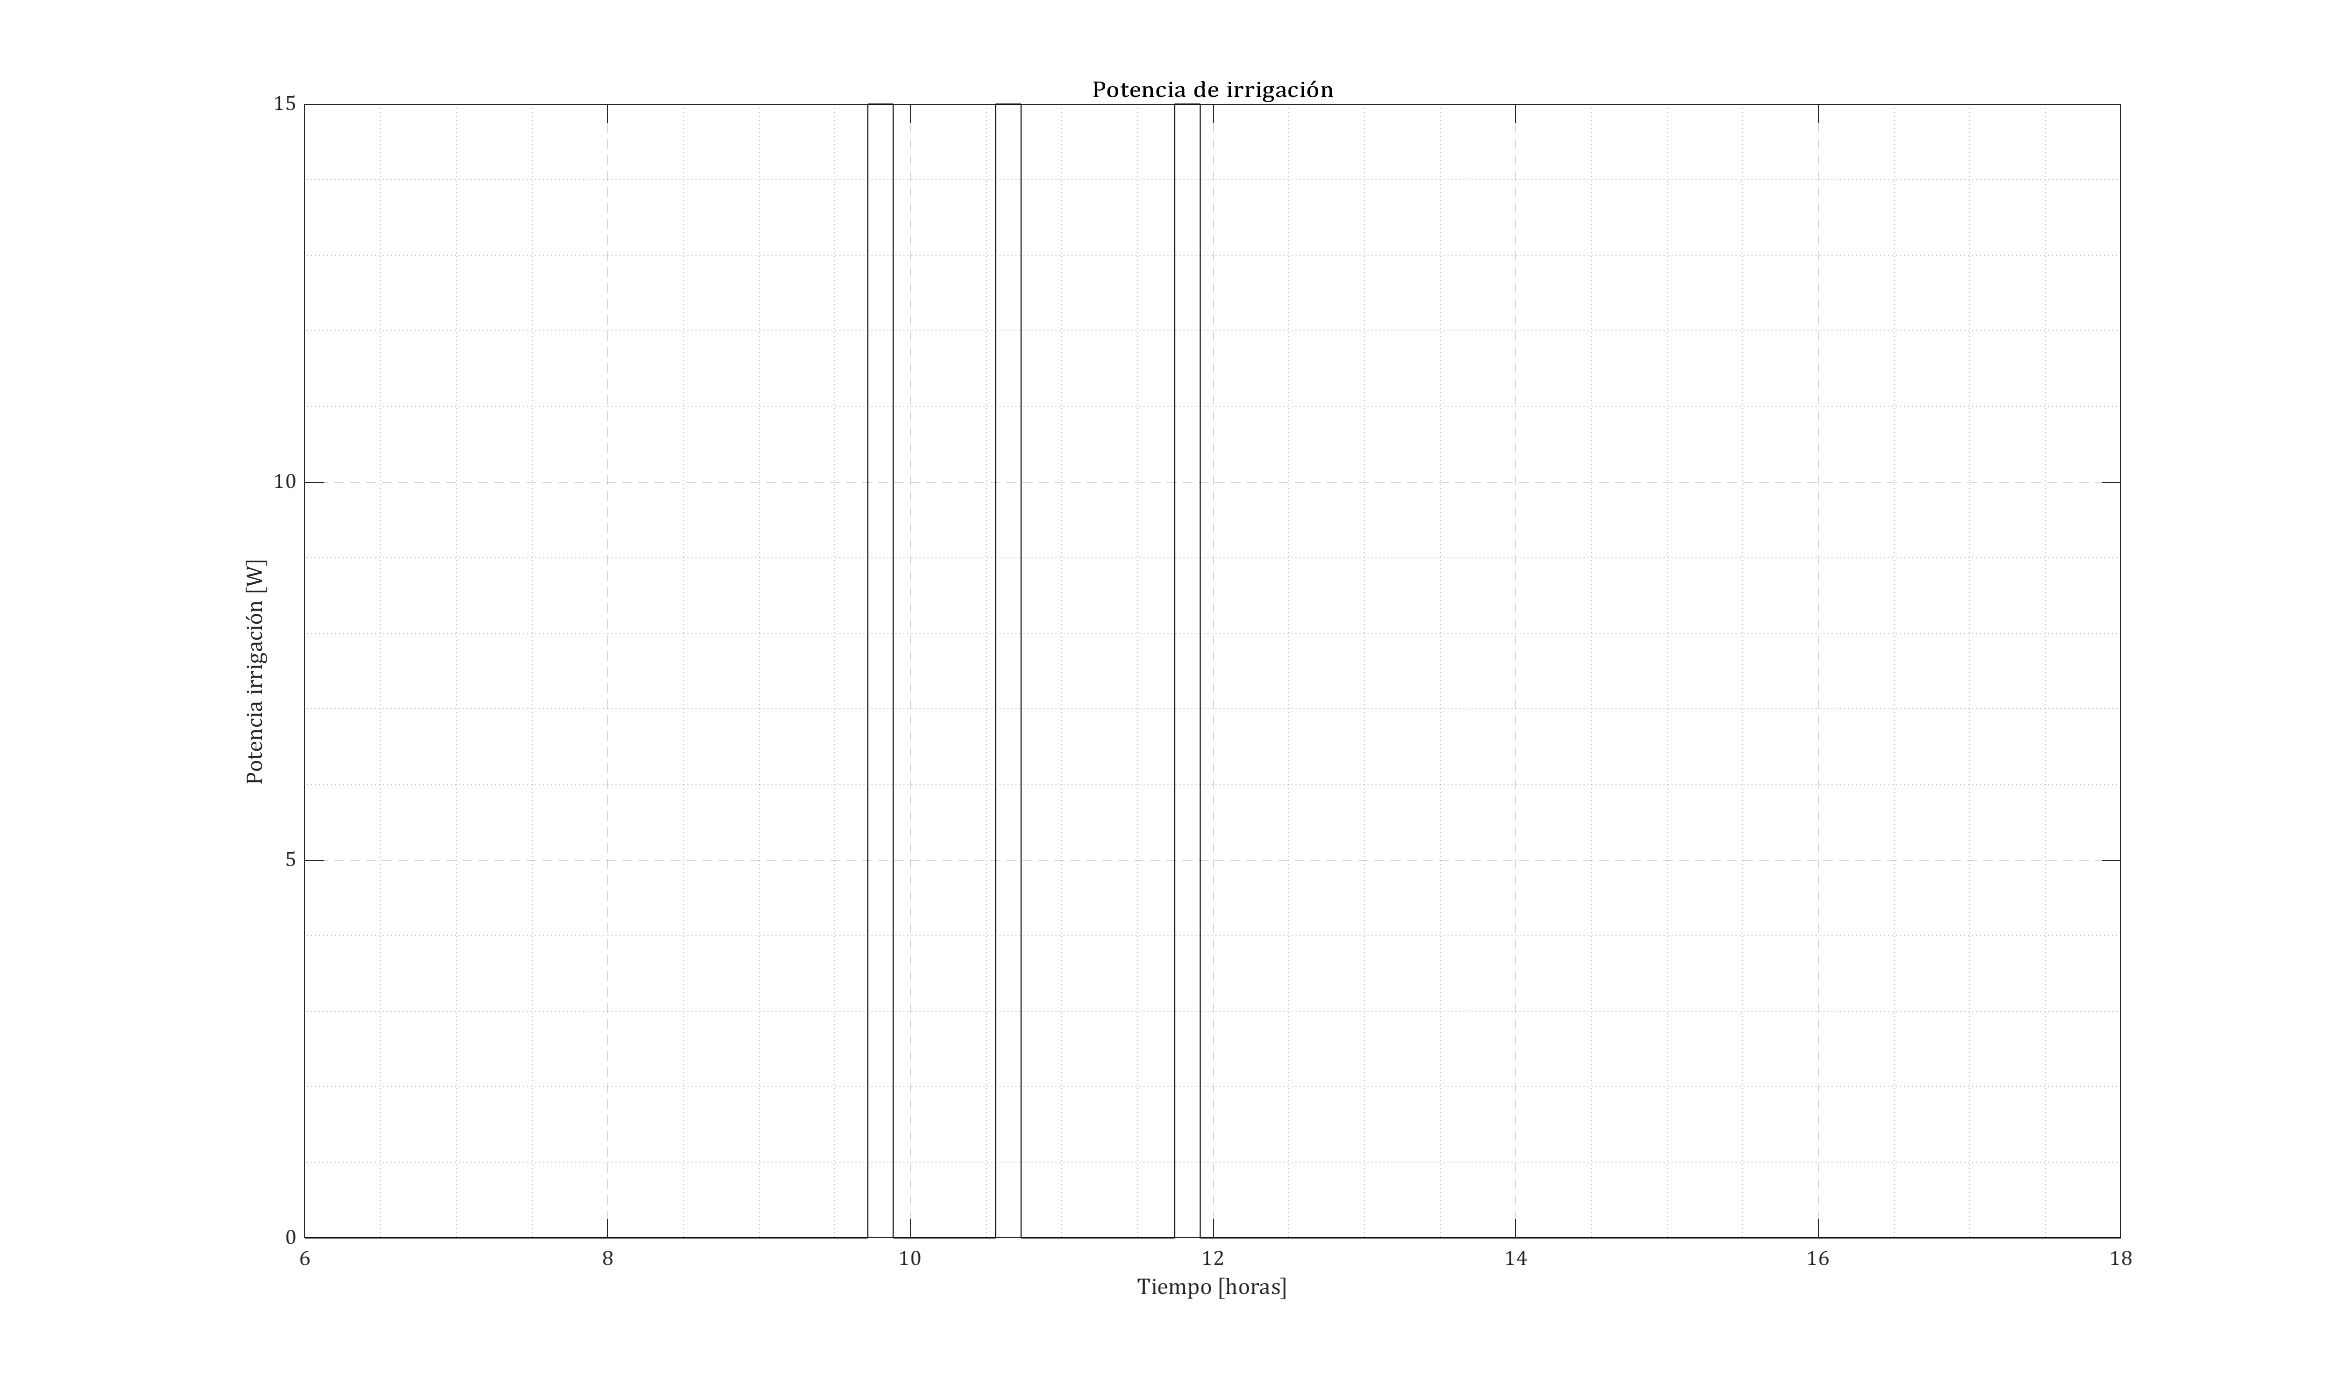 Potencia de irrigación
15
10
5
0
Potencia irrigación [W]
6 8 10 12 14 16 18
Tiempo [horas]